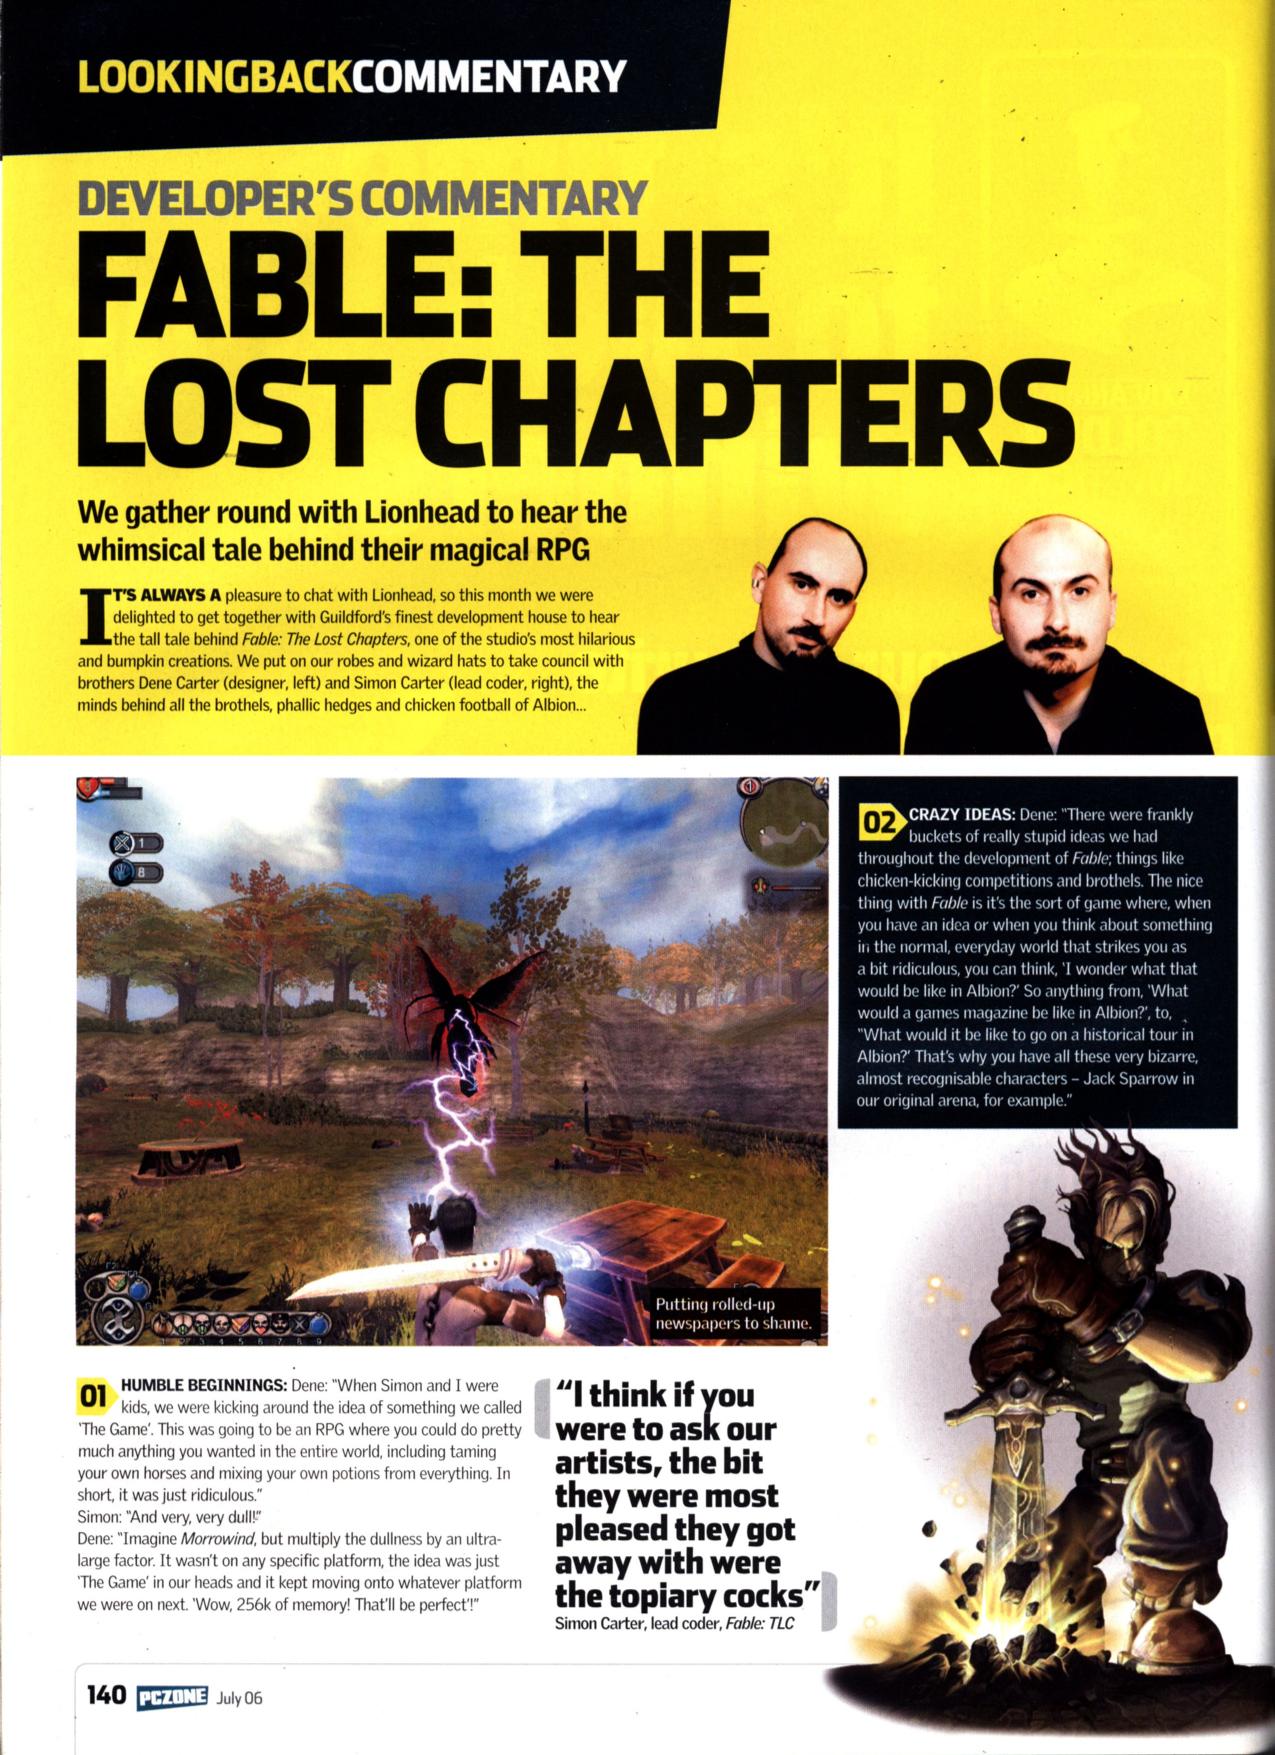 LOOKINGBACKCOMMENTARY
DEVELOPER'S COMMENTARY
FABLE: THE
LOST CHAPTERS
We gather round with Lionhead to hear the
whimsical tale behind their magical RPG
IT'S ALWAYS A pleasure to chat with Lionhead, so this month we were
delighted to get together with Guildford's finest development house to hear
the tall tale behind Fable: The Lost Chapters, one of the studio's most hilarious
and bumpkin creations. We put on our robes and wizard hats to take council with
brothers Dene Carter (designer, left) and Simon Carter (lead coder, right), the
minds behind all the brothels, phallic hedges and chicken football of Albion...
3
1
8
1
Putting rolled-up
newspapers to shame.
02 CRAZY IDEAS: Dene: "There were frankly
buckets of really stupid ideas we had
throughout the development of Fable; things like
chicken-kicking competitions and brothels. The nice
thing with Fable is it's the sort of game where, when
you have an idea or when you think about something
in the normal, everyday world that strikes you as
a bit ridiculous, you can think, 'I wonder what that
would be like in Albion?' So anything from, 'What
would a games magazine be like in Albion?', to,
"What would it be like to go on a historical tour in
Albion?' That's why you have all these very bizarre,
almost recognisable characters – Jack Sparrow in
our original arena, for example."
01 HUMBLE BEGINNINGS: Dene: "When Simon and I were
kids, we were kicking around the idea of something we called
'The Game'. This was going to be an RPG where you could do pretty
much anything you wanted in the entire world, including taming
your own horses and mixing your own potions from everything. In
short, it was just ridiculous."
Simon: "And very, very dull!"
Dene: "Imagine Morrowind, but multiply the dullness by an ultra-
large factor. It wasn't on any specific platform, the idea was just
'The Game' in our heads and it kept moving onto whatever platform
we were on next. 'Wow, 256k of memory! That'll be perfect'!"
"I think if you
were to ask our
artists, the bit
they were most
pleased they got
away with were
the topiary cocks"
Simon Carter, lead coder, Fable: TLC
140 PCZONE July 06